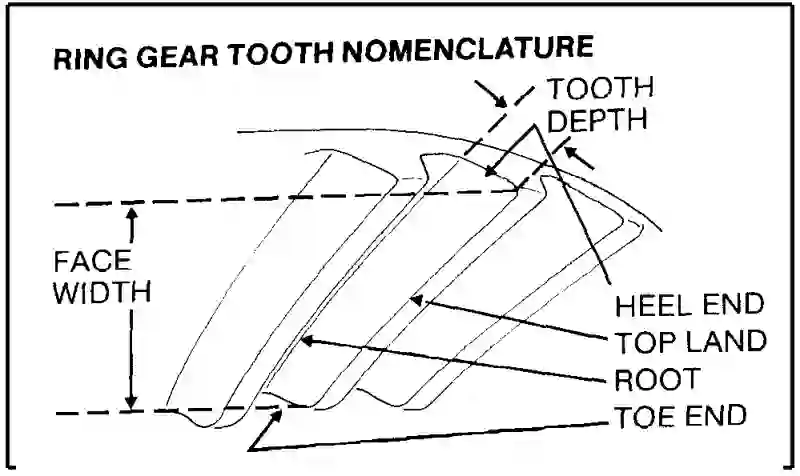 RING GEAR TOOTH NOMENCLATURE
TOOTH
DEPTH
FACE
WIDTH
HEEL END
TOP LAND
ROOT
TOE END